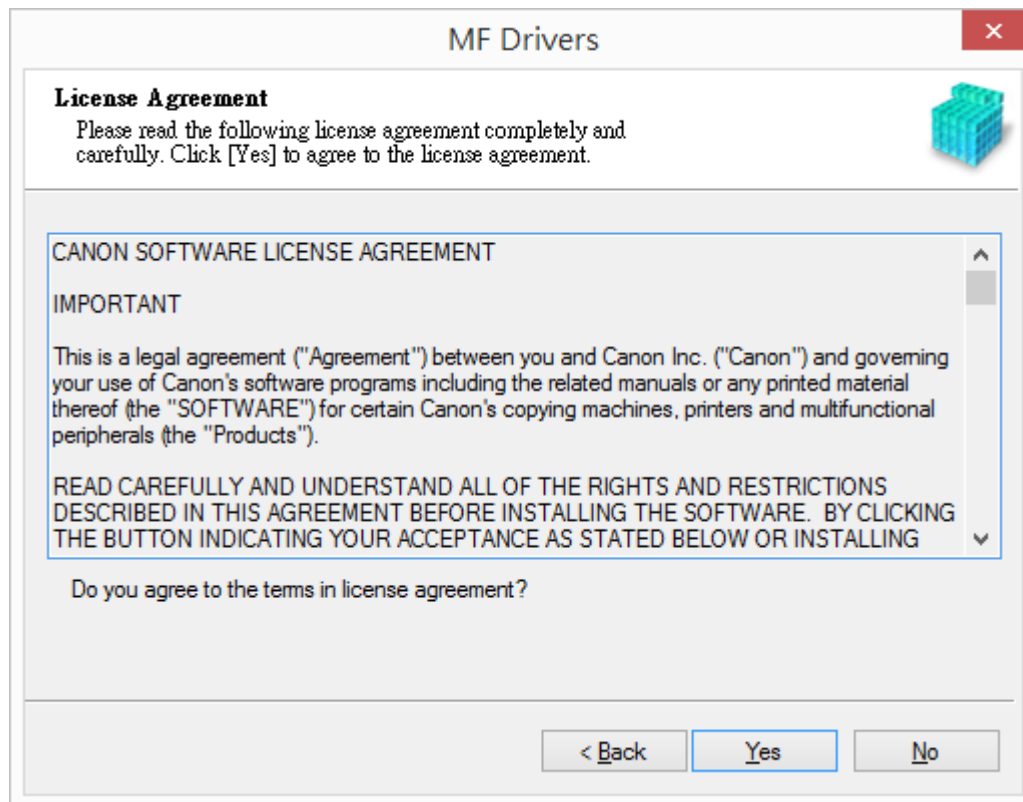 MF Drivers
License Agreement
Please read the following license agreement completely and
carefully. Click [Yes] to agree to the license agreement.
CANON SOFTWARE LICENSE AGREEMENT
IMPORTANT
This is a legal agreement ("Agreement") between you and Canon Inc. ("Canon") and governing
your use of Canon's software programs including the related manuals or any printed material
thereof (the "SOFTWARE") for certain Canon's copying machines, printers and multifunctional
peripherals (the "Products").
READ CAREFULLY AND UNDERSTAND ALL OF THE RIGHTS AND RESTRICTIONS
DESCRIBED IN THIS AGREEMENT BEFORE INSTALLING THE SOFTWARE.  BY CLICKING
THE BUTTON INDICATING YOUR ACCEPTANCE AS STATED BELOW OR INSTALLING
Do you agree to the terms in license agreement?
< Back
Yes
No